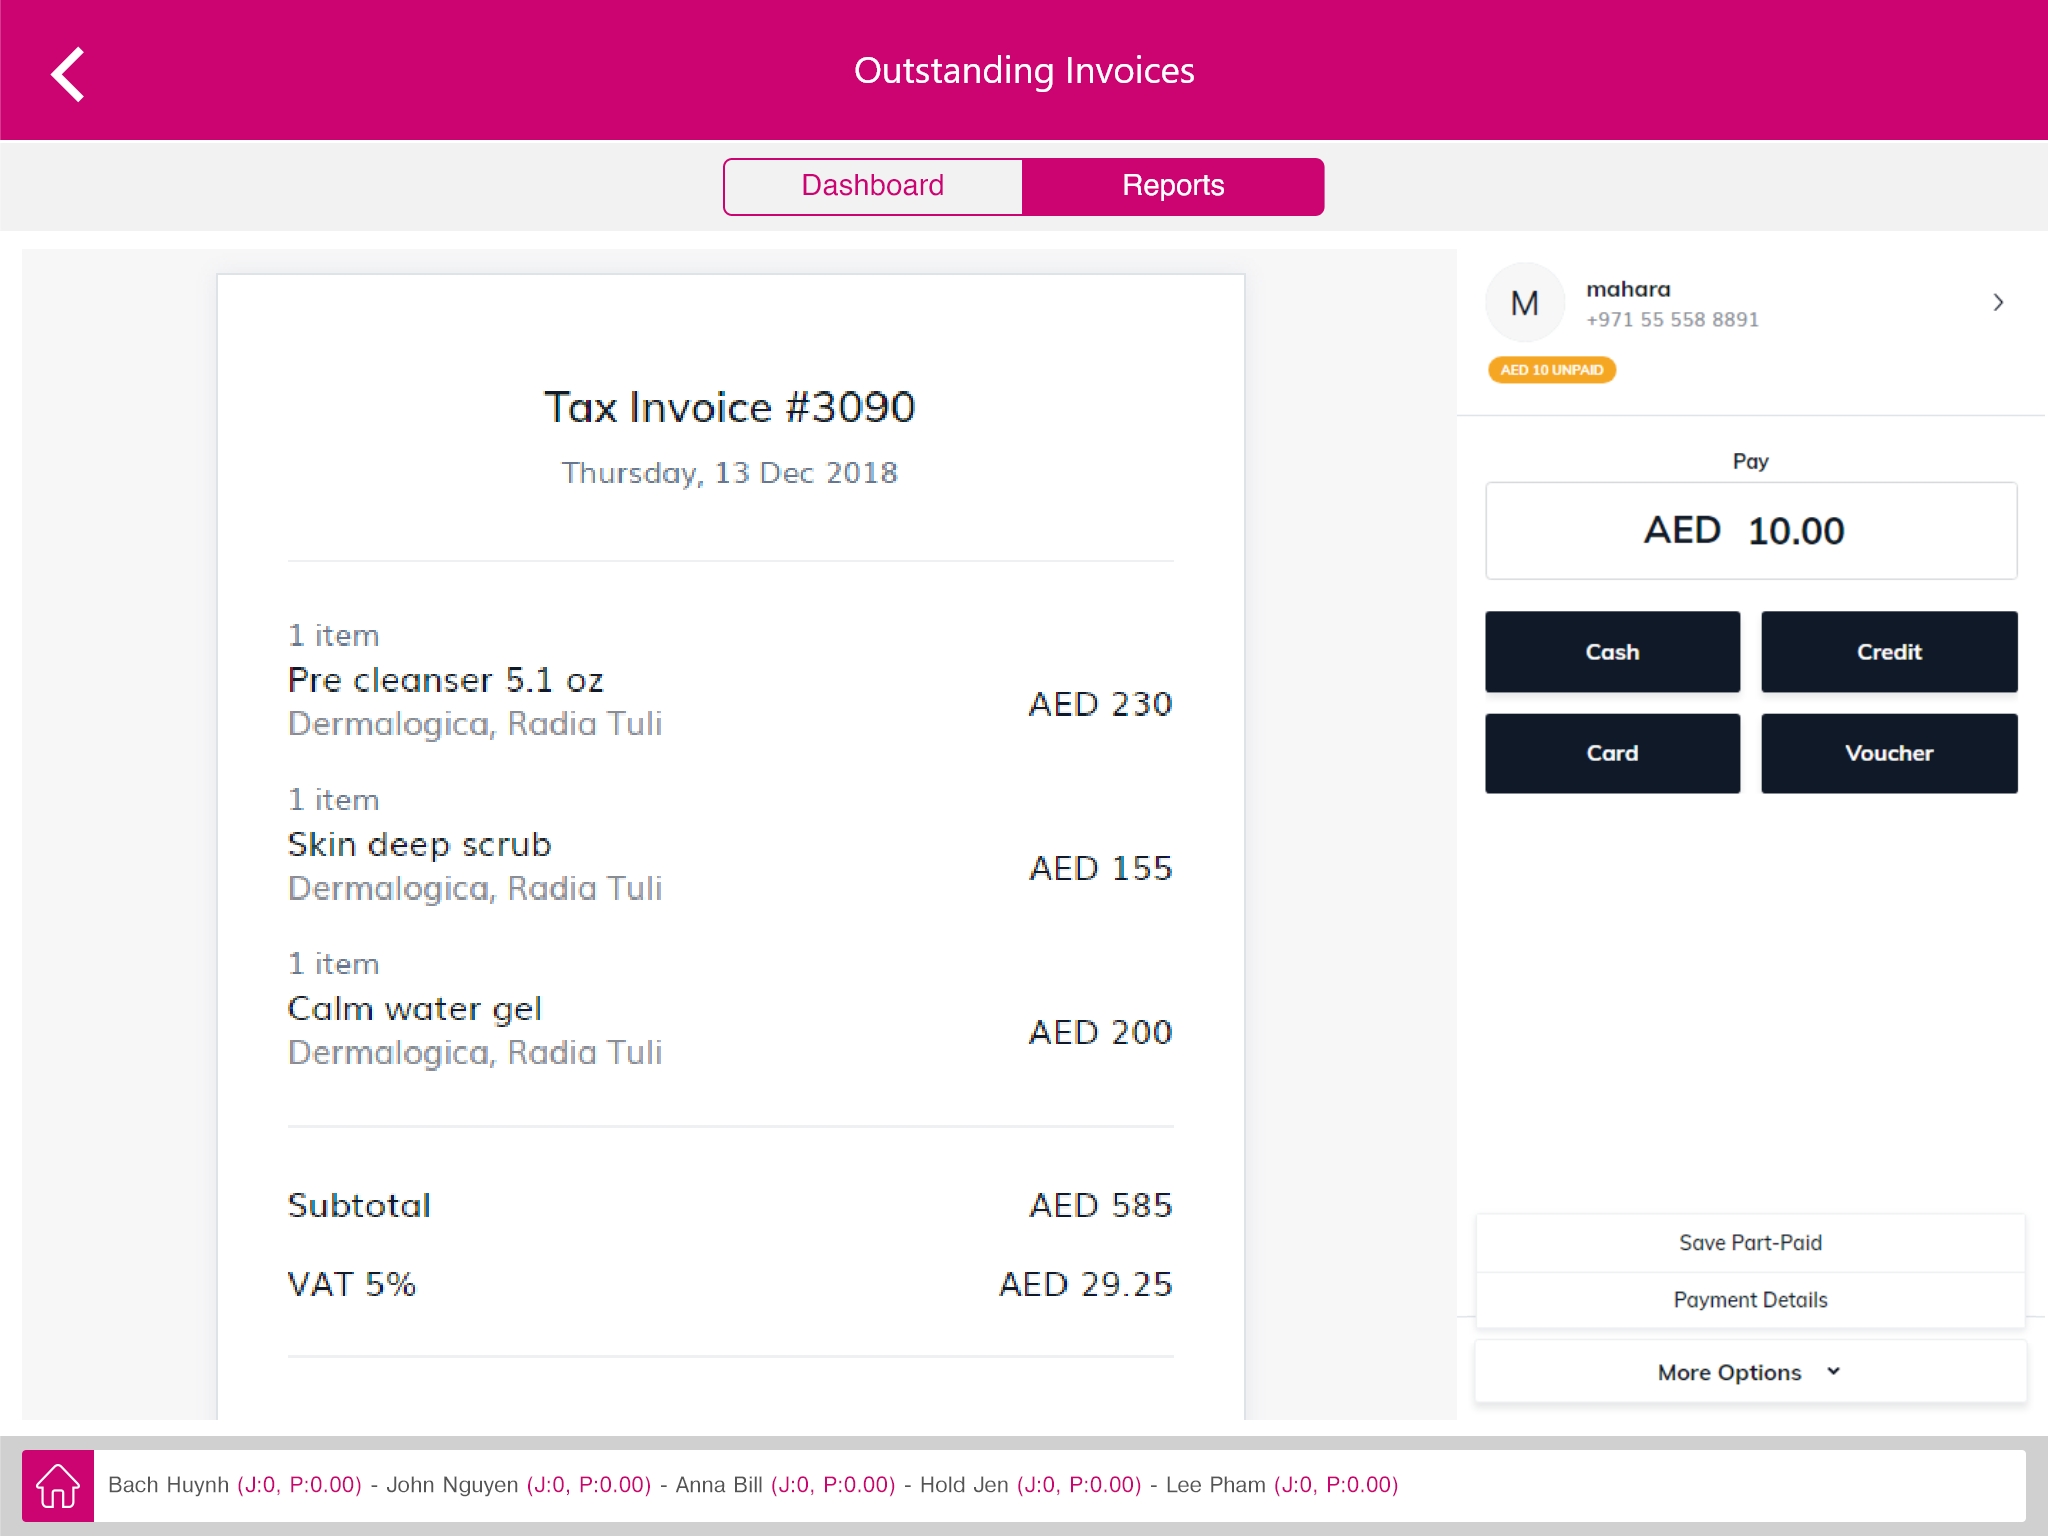 Outstanding Invoices
Dashboard
Reports
Tax Invoice #3090
Thursday, 13 Dec 2018
1 item
Pre cleanser 5.1 oz
Dermalogica, Radia Tuli
AED 230
1 item
Skin deep scrub
Dermalogica, Radia Tuli
AED 155
1 item
Calm water gel
Dermalogica, Radia Tuli
AED 200
Subtotal AED 585
VAT 5% AED 29.25
M
mahara
+971 55 558 8891
AED 10 UNPAID
Pay
AED 10.00
Cash
Credit
Card
Voucher
Save Part-Paid
Payment Details
More Options
Bach Huynh (J:0, P:0.00) - John Nguyen (J:0, P:0.00) - Anna Bill (J:0, P:0.00) - Hold Jen (J:0, P:0.00) - Lee Pham (J:0, P:0.00)